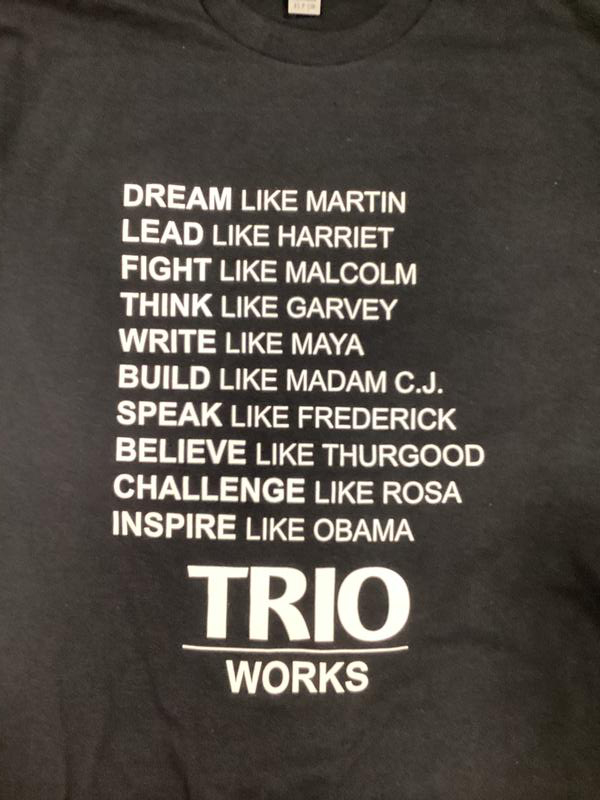 DREAM LIKE MARTIN
LEAD LIKE HARRIET
FIGHT LIKE MALCOLM
THINK LIKE GARVEY
WRITE LIKE MAYA
BUILD LIKE MADAM C.J.
SPEAK LIKE FREDERICK
BELIEVE LIKE THURGOOD
CHALLENGE LIKE ROSA
INSPIRE LIKE OBAMA
TRIO
WORKS